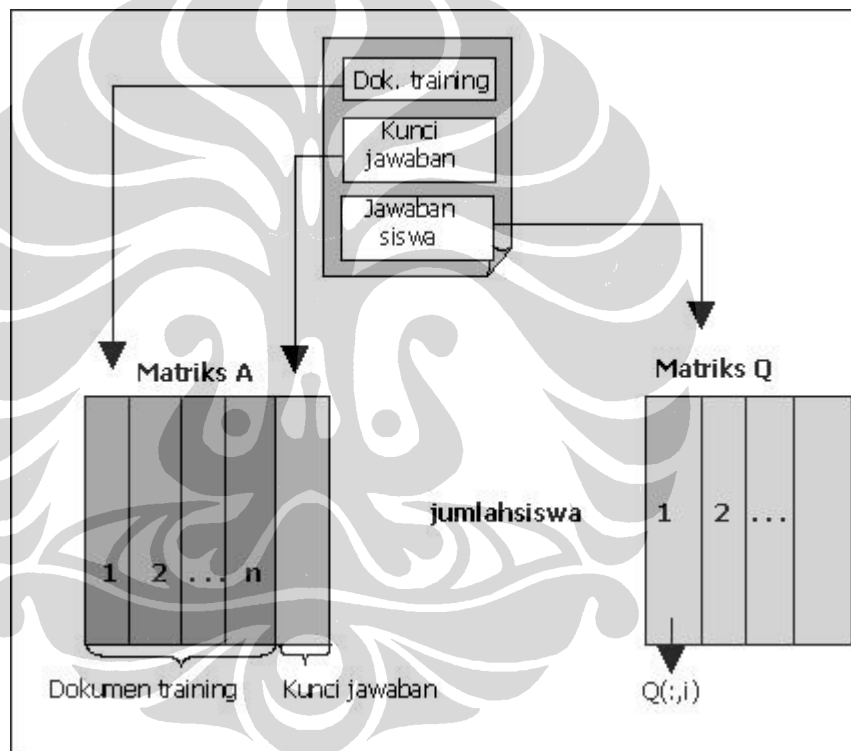 Dok. training
Kunci
jawaban
Jawaban
siswa
Matriks A
Matriks Q
jumlahsiswa
1 2 ...
1 2 ... n
Dokumen training
Kunci jawaban
Q(:,i)